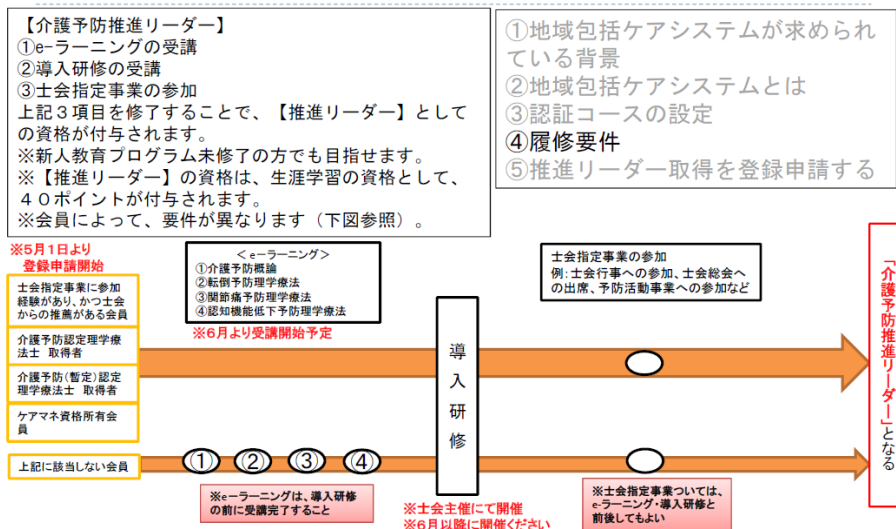 【介護予防推進リーダー】
①e-ラーニングの受講
②導入研修の受講
③士会指定事業の参加
上記３項目を修了することで、【推進リーダー】として
の資格が付与されます。
※新人教育プログラム未修了の方でも目指せます。
※【推進リーダー】の資格は、生涯学習の資格として、
４０ポイントが付与されます。
※会員によって、要件が異なります（下図参照）。
①地域包括ケアシステムが求められ
ている背景
②地域包括ケアシステムとは
③認証コースの設定
④履修要件
⑤推進リーダー取得を登録申請する
※5月1日より
登録申請開始
士会指定事業に参加
経験があり、かつ士会
からの推薦がある会員
介護予防認定理学療
法士 取得者
介護予防(暫定)認定
理学療法士 取得者
ケアマネ資格所有会
員
上記に該当しない会員
＜e－ラーニング＞
①介護予防概論
②転倒予防理学療法
③関節痛予防理学療法
④認知機能低下予防理学療法
※6月より受講開始予定
①
②
③
④
※e－ラーニングは、導入研修
の前に受講完了すること
導入研修
※士会主催にて開催
※6月以降に開催ください
士会指定事業の参加
例：士会行事への参加、士会総会へ
の出席、予防活動事業への参加など
※士会指定事業ついては、
e-ラーニング・導入研修と
前後してもよい
「介護予防推進リーダー」となる